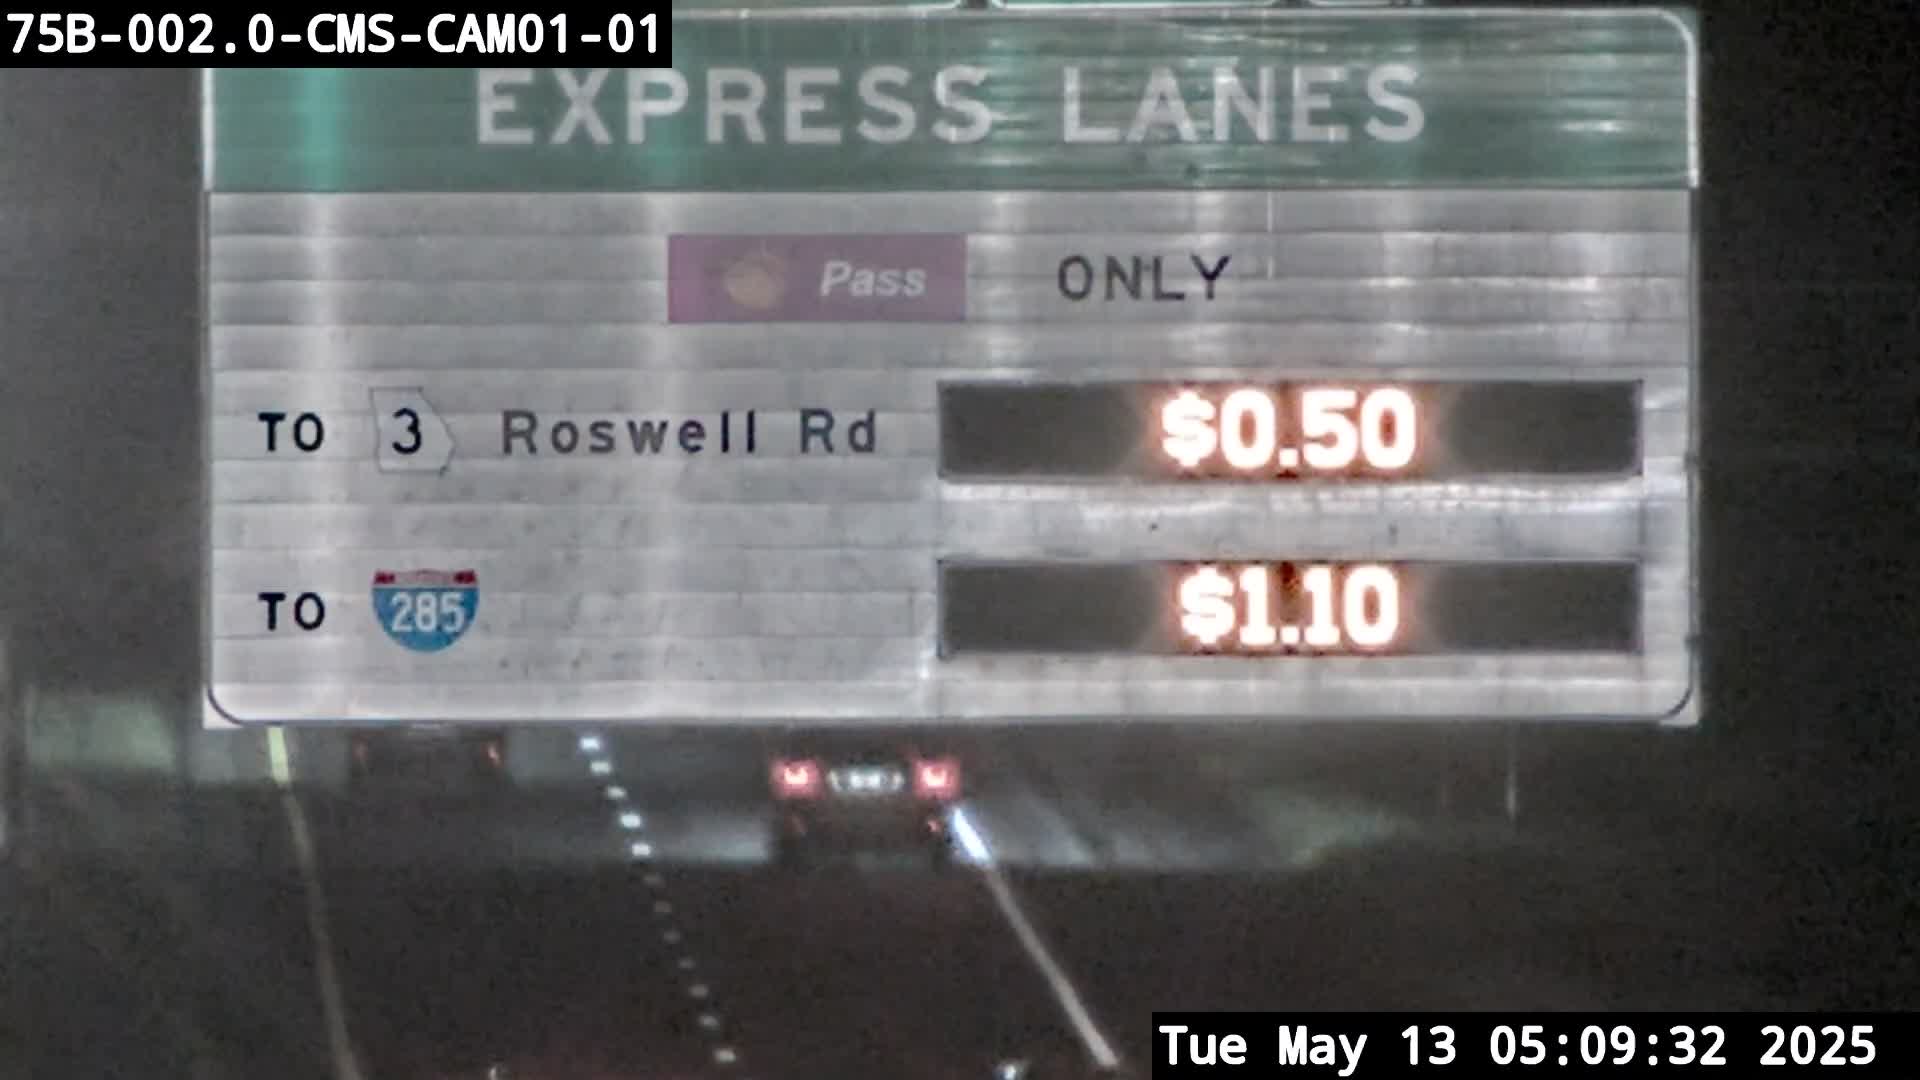 75B-002.0-CMS-CAM01-01
EXPRESS LANES
Pass ONLY
TO 3 Roswell Rd $0.50
TO 285 $1.10
Tue May 13 05:09:32 2025